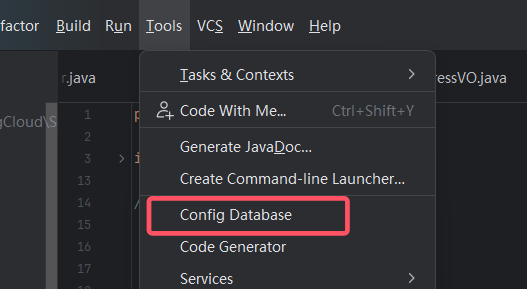 factor Build Run Tools VCS Window Help
r.java
ressVO.java
Tasks & Contexts
1 p
Code With Me... Ctrl+Shift+Y
2
gCloud\S
3 i
Generate JavaDoc...
13
Create Command-line Launcher...
14 /
Config Database
15
16
Code Generator
17
Services
18